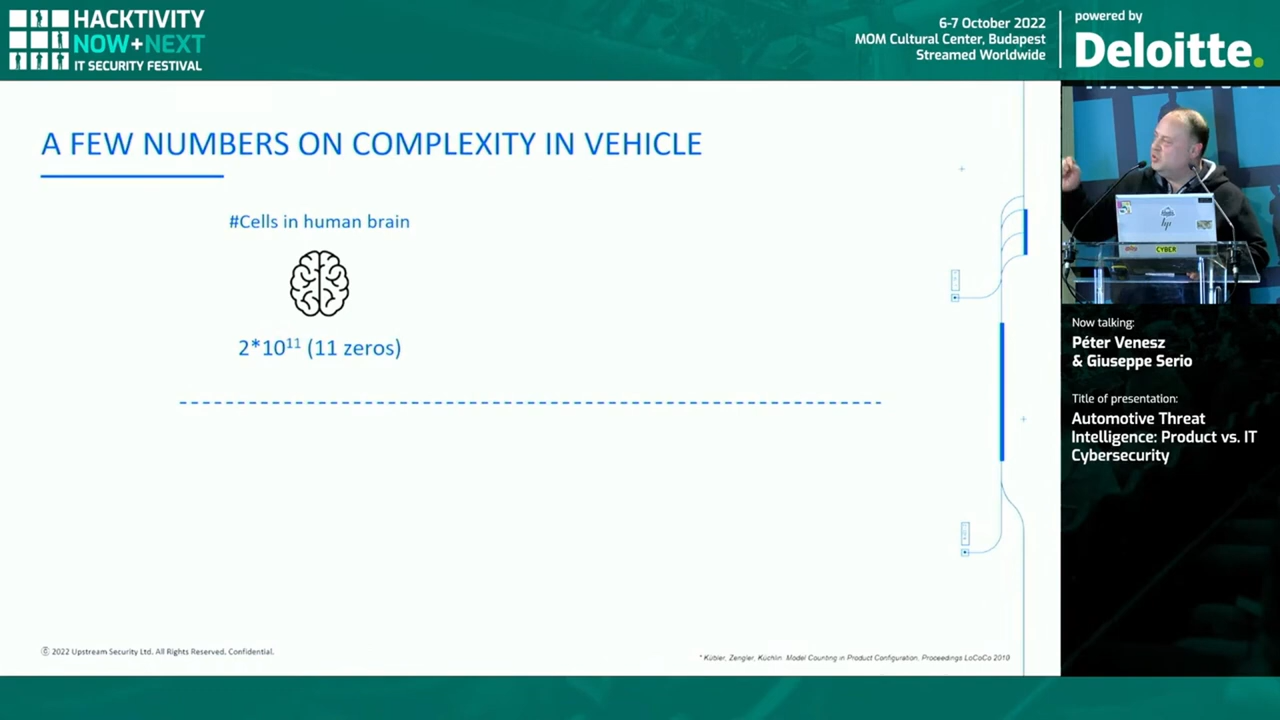 HACKTIVITY
NOW+NEXT
IT SECURITY FESTIVAL
6-7 October 2022
MOM Cultural Center, Budapest
Streamed Worldwide
powered by
Deloitte.
A FEW NUMBERS ON COMPLEXITY IN VEHICLE
#Cells in human brain
2*10¹¹ (11 zeros)
© 2022 Upstream Security Ltd. All Rights Reserved. Confidential.
* Kübler, Zengler, Küchlin. Model Counting in Product Configuration. Proceedings LoCoCo 2010
hp
CYBER
Now talking:
Péter Venesz
& Giuseppe Serio
Title of presentation:
Automotive Threat
Intelligence: Product vs. IT
Cybersecurity